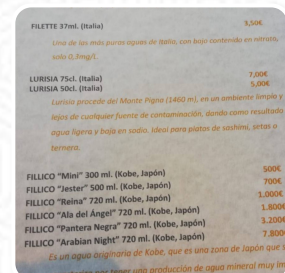 FILETTE 37ml. (Italia) 3,50€
Una de las más puras aguas de Italia, con bajo contenido en nitrato,
solo 0,3mg/l.
LURISIA 75cl. (Italia) 7,00€
LURISIA 50cl. (Italia) 5,00€
Lurisia procede del Monte Pigna (1460 m), en un ambiente limpio y
lejos de cualquier fuente de contaminación, dando como resultado
agua ligera y baja en sodio. Ideal para platos de sashimi, setas o
ternera.
FILLICO "Mini" 300 ml. (Kobe, Japón) 500€
FILLICO "Jester" 500 ml. (Kobe, Japón) 700€
FILLICO "Reina" 720 ml. (Kobe, Japón) 1.000€
FILLICO "Ala del Ángel" 720 ml. (Kobe, Japón) 1.800€
FILLICO "Pantera Negra" 720 ml. (Kobe, Japón) 3.200€
FILLICO "Arabian Night" 720 ml. (Kobe, Japón) 7.800€
Es un agua originaria de Kobe, que es una zona de Japón que
por tener una producción de agua mineral muy